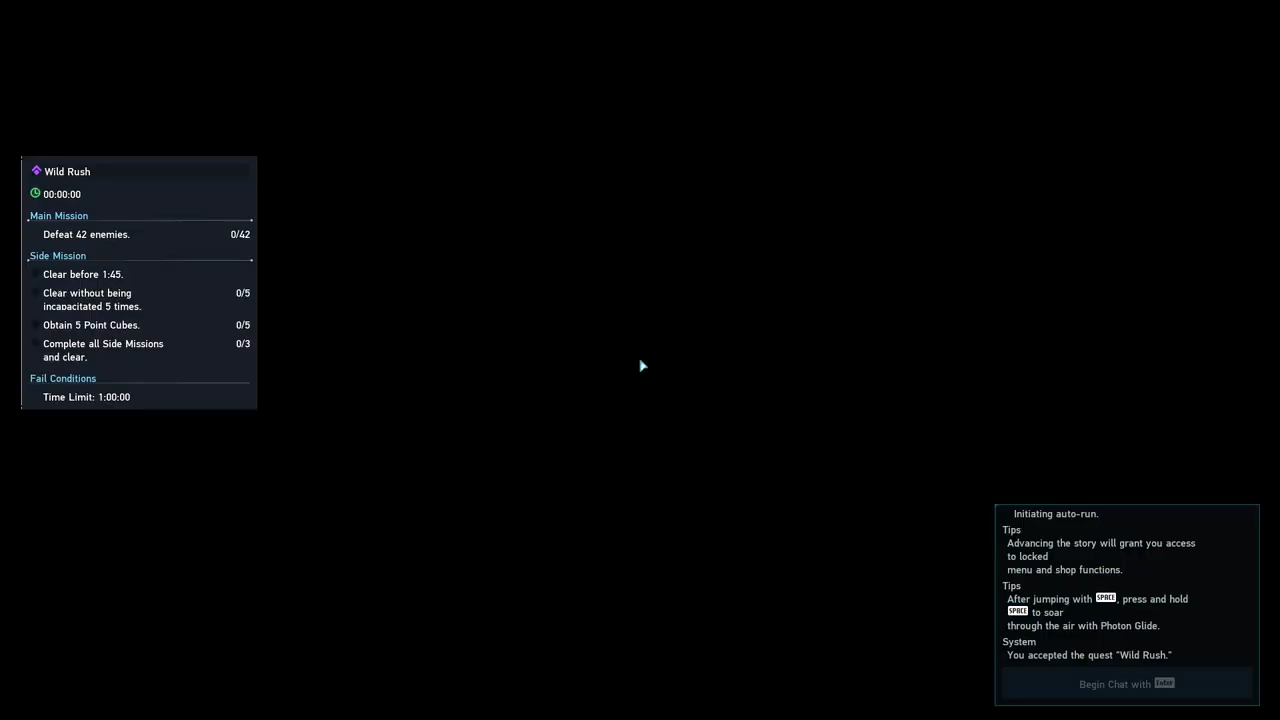 Wild Rush
00:00:00
Main Mission
Defeat 42 enemies. 0/42
Side Mission
Clear before 1:45.
Clear without being 0/5
incapacitated 5 times.
Obtain 5 Point Cubes. 0/5
Complete all Side Missions 0/3
and clear.
Fail Conditions
Time Limit: 1:00:00
Initiating auto-run.
Tips
Advancing the story will grant you access
to locked
menu and shop functions.
Tips
After jumping with SPACE, press and hold
SPACE to soar
through the air with Photon Glide.
System
You accepted the quest "Wild Rush."
Begin Chat with Enter